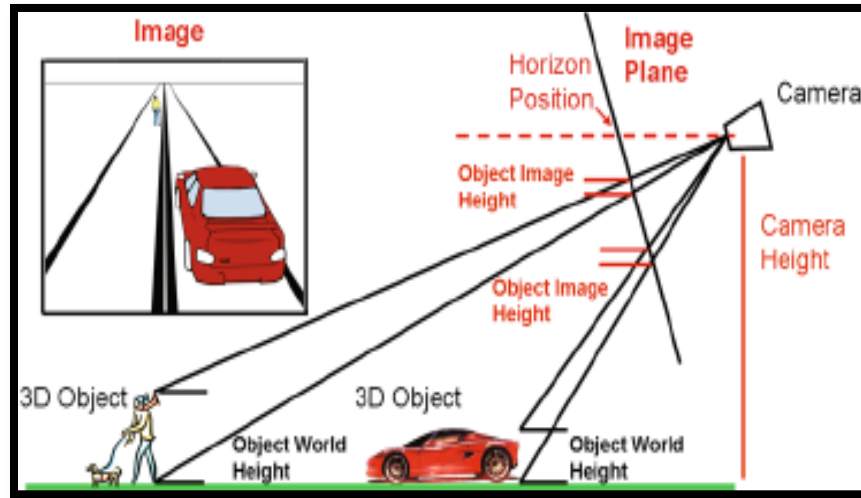 Image
Image
Plane
Horizon
Position
Camera
Object Image
Height
Camera
Height
Object Image
Height
3D Object
3D Object
Object World
Height
Object World
Height